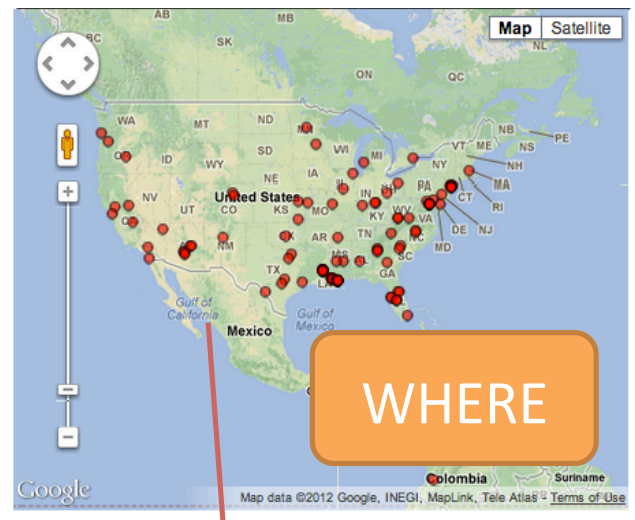 AB
MB
Map Satellite
BC
SK
NL
ON
QC
WA
MT
ND
NB
PE
VT
ME
NS
OR
ID
SD
WI
MI
NY
NH
WY
IA
MA
NE
PA
CT
NV
United States
IL
IN
RI
UT
CO
KS
MO
KY
WV
VA
DE
NJ
MD
OK
AR
TN
NC
NM
MS
AL
SC
TX
GA
LA
Gulf of
California
Gulf of
Mexico
Mexico
WHERE
Colombia
Suriname
Google
Map data ©2012 Google, INEGI, MapLink, Tele Atlas - Terms of Use